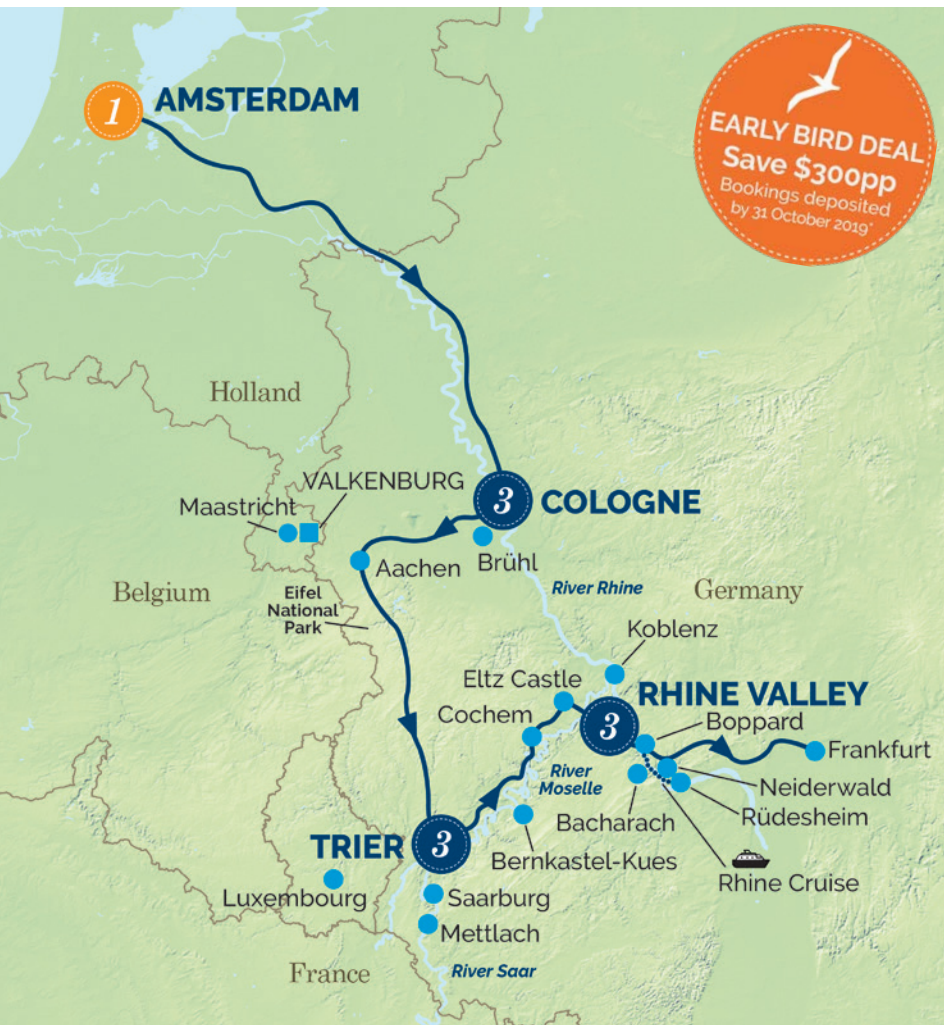 1
AMSTERDAM
EARLY BIRD DEAL
Save $300pp
Bookings deposited
by 31 October 2019*
Holland
VALKENBURG
Maastricht
3
COLOGNE
Aachen
Brühl
Belgium
Eifel
National
Park
River Rhine
Germany
Koblenz
Eltz Castle
RHINE VALLEY
Cochem
3
Boppard
Frankfurt
River
Moselle
Neiderwald
Bacharach
Rüdesheim
TRIER
3
Bernkastel-Kues
Rhine Cruise
Luxembourg
Saarburg
Mettlach
France
River Saar